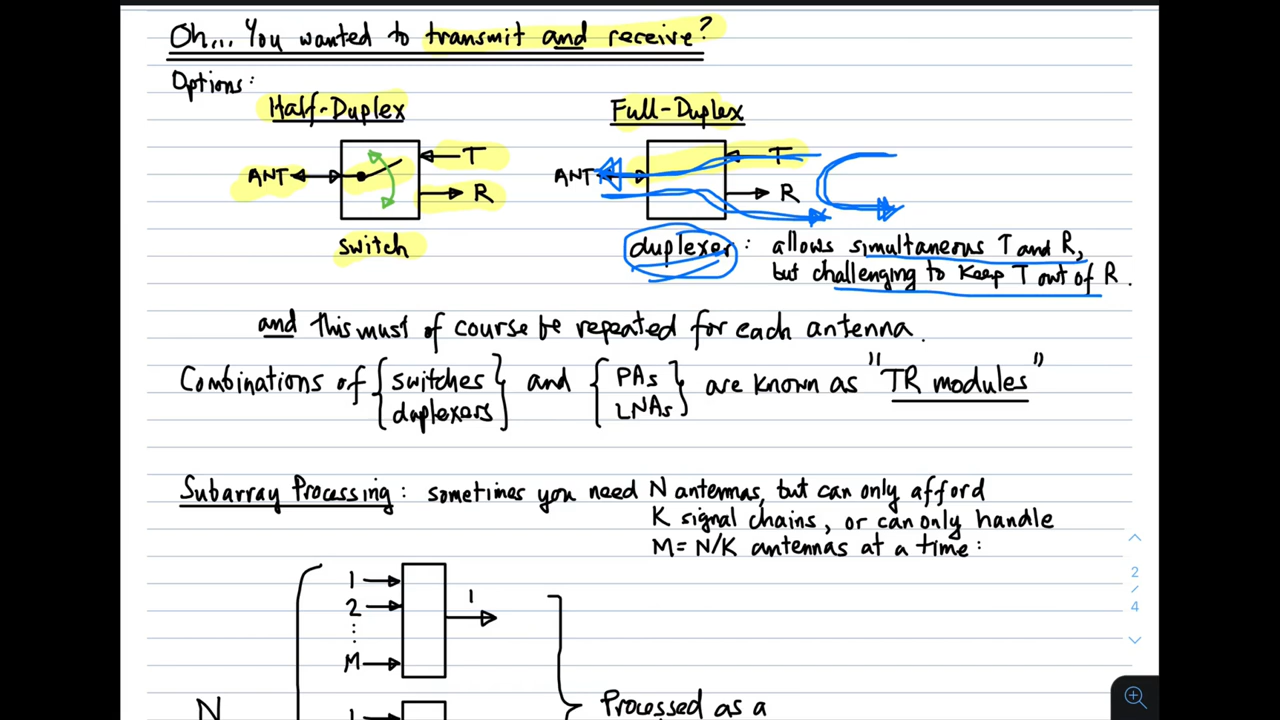 Oh... You wanted to transmit and receive?
Options:
Half-Duplex
Full-Duplex
ANT
T
R
ANT
T
R
switch
duplexer: allows simultaneous T and R,
but challenging to keep T out of R.
and this must of course be repeated for each antenna.
Combinations of { switches duplexers } and { PAs LNAs } are known as "TR modules"
Subarray Processing: sometimes you need N antennas, but can only afford
K signal chains, or can only handle
M = N/K antennas at a time:
1
2
⋮
M
1
1
N
Processed as a
2
/
4